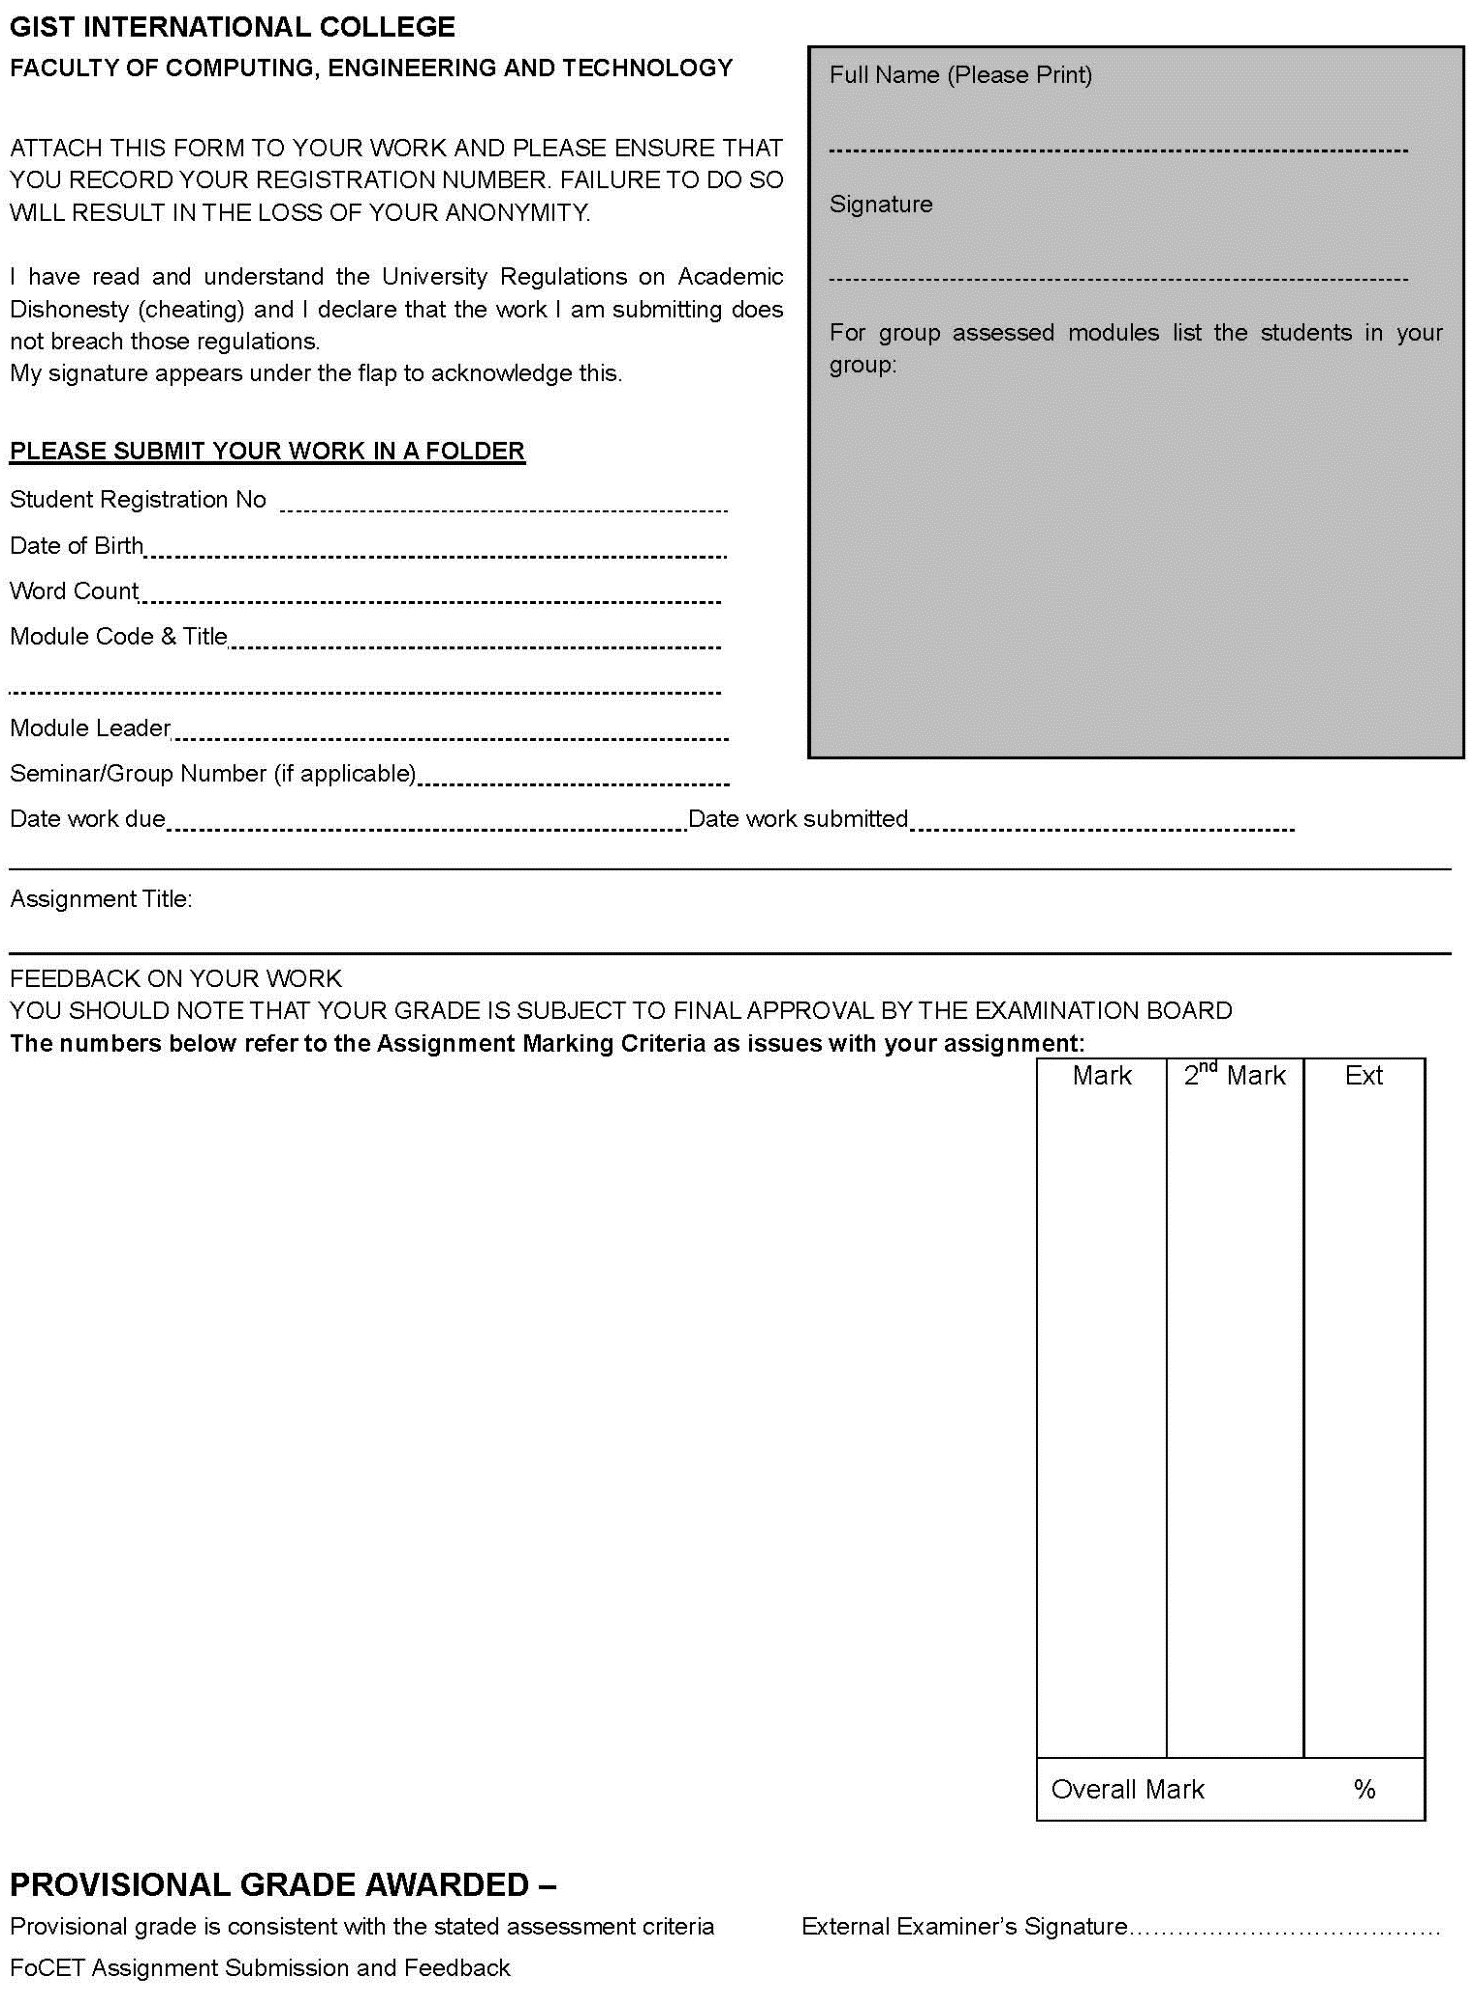 GIST INTERNATIONAL COLLEGE
FACULTY OF COMPUTING, ENGINEERING AND TECHNOLOGY
ATTACH THIS FORM TO YOUR WORK AND PLEASE ENSURE THAT
YOU RECORD YOUR REGISTRATION NUMBER. FAILURE TO DO SO
WILL RESULT IN THE LOSS OF YOUR ANONYMITY.
I have read and understand the University Regulations on Academic
Dishonesty (cheating) and I declare that the work I am submitting does
not breach those regulations.
My signature appears under the flap to acknowledge this.
Full Name (Please Print)
Signature
For group assessed modules list the students in your
group:
PLEASE SUBMIT YOUR WORK IN A FOLDER
Student Registration No
Date of Birth
Word Count
Module Code & Title
Module Leader
Seminar/Group Number (if applicable)
Date work due Date work submitted
Assignment Title:
FEEDBACK ON YOUR WORK
YOU SHOULD NOTE THAT YOUR GRADE IS SUBJECT TO FINAL APPROVAL BY THE EXAMINATION BOARD
The numbers below refer to the Assignment Marking Criteria as issues with your assignment:
Mark 2nd Mark Ext
Overall Mark %
PROVISIONAL GRADE AWARDED –
Provisional grade is consistent with the stated assessment criteria External Examiner's Signature…………………………………
FoCET Assignment Submission and Feedback